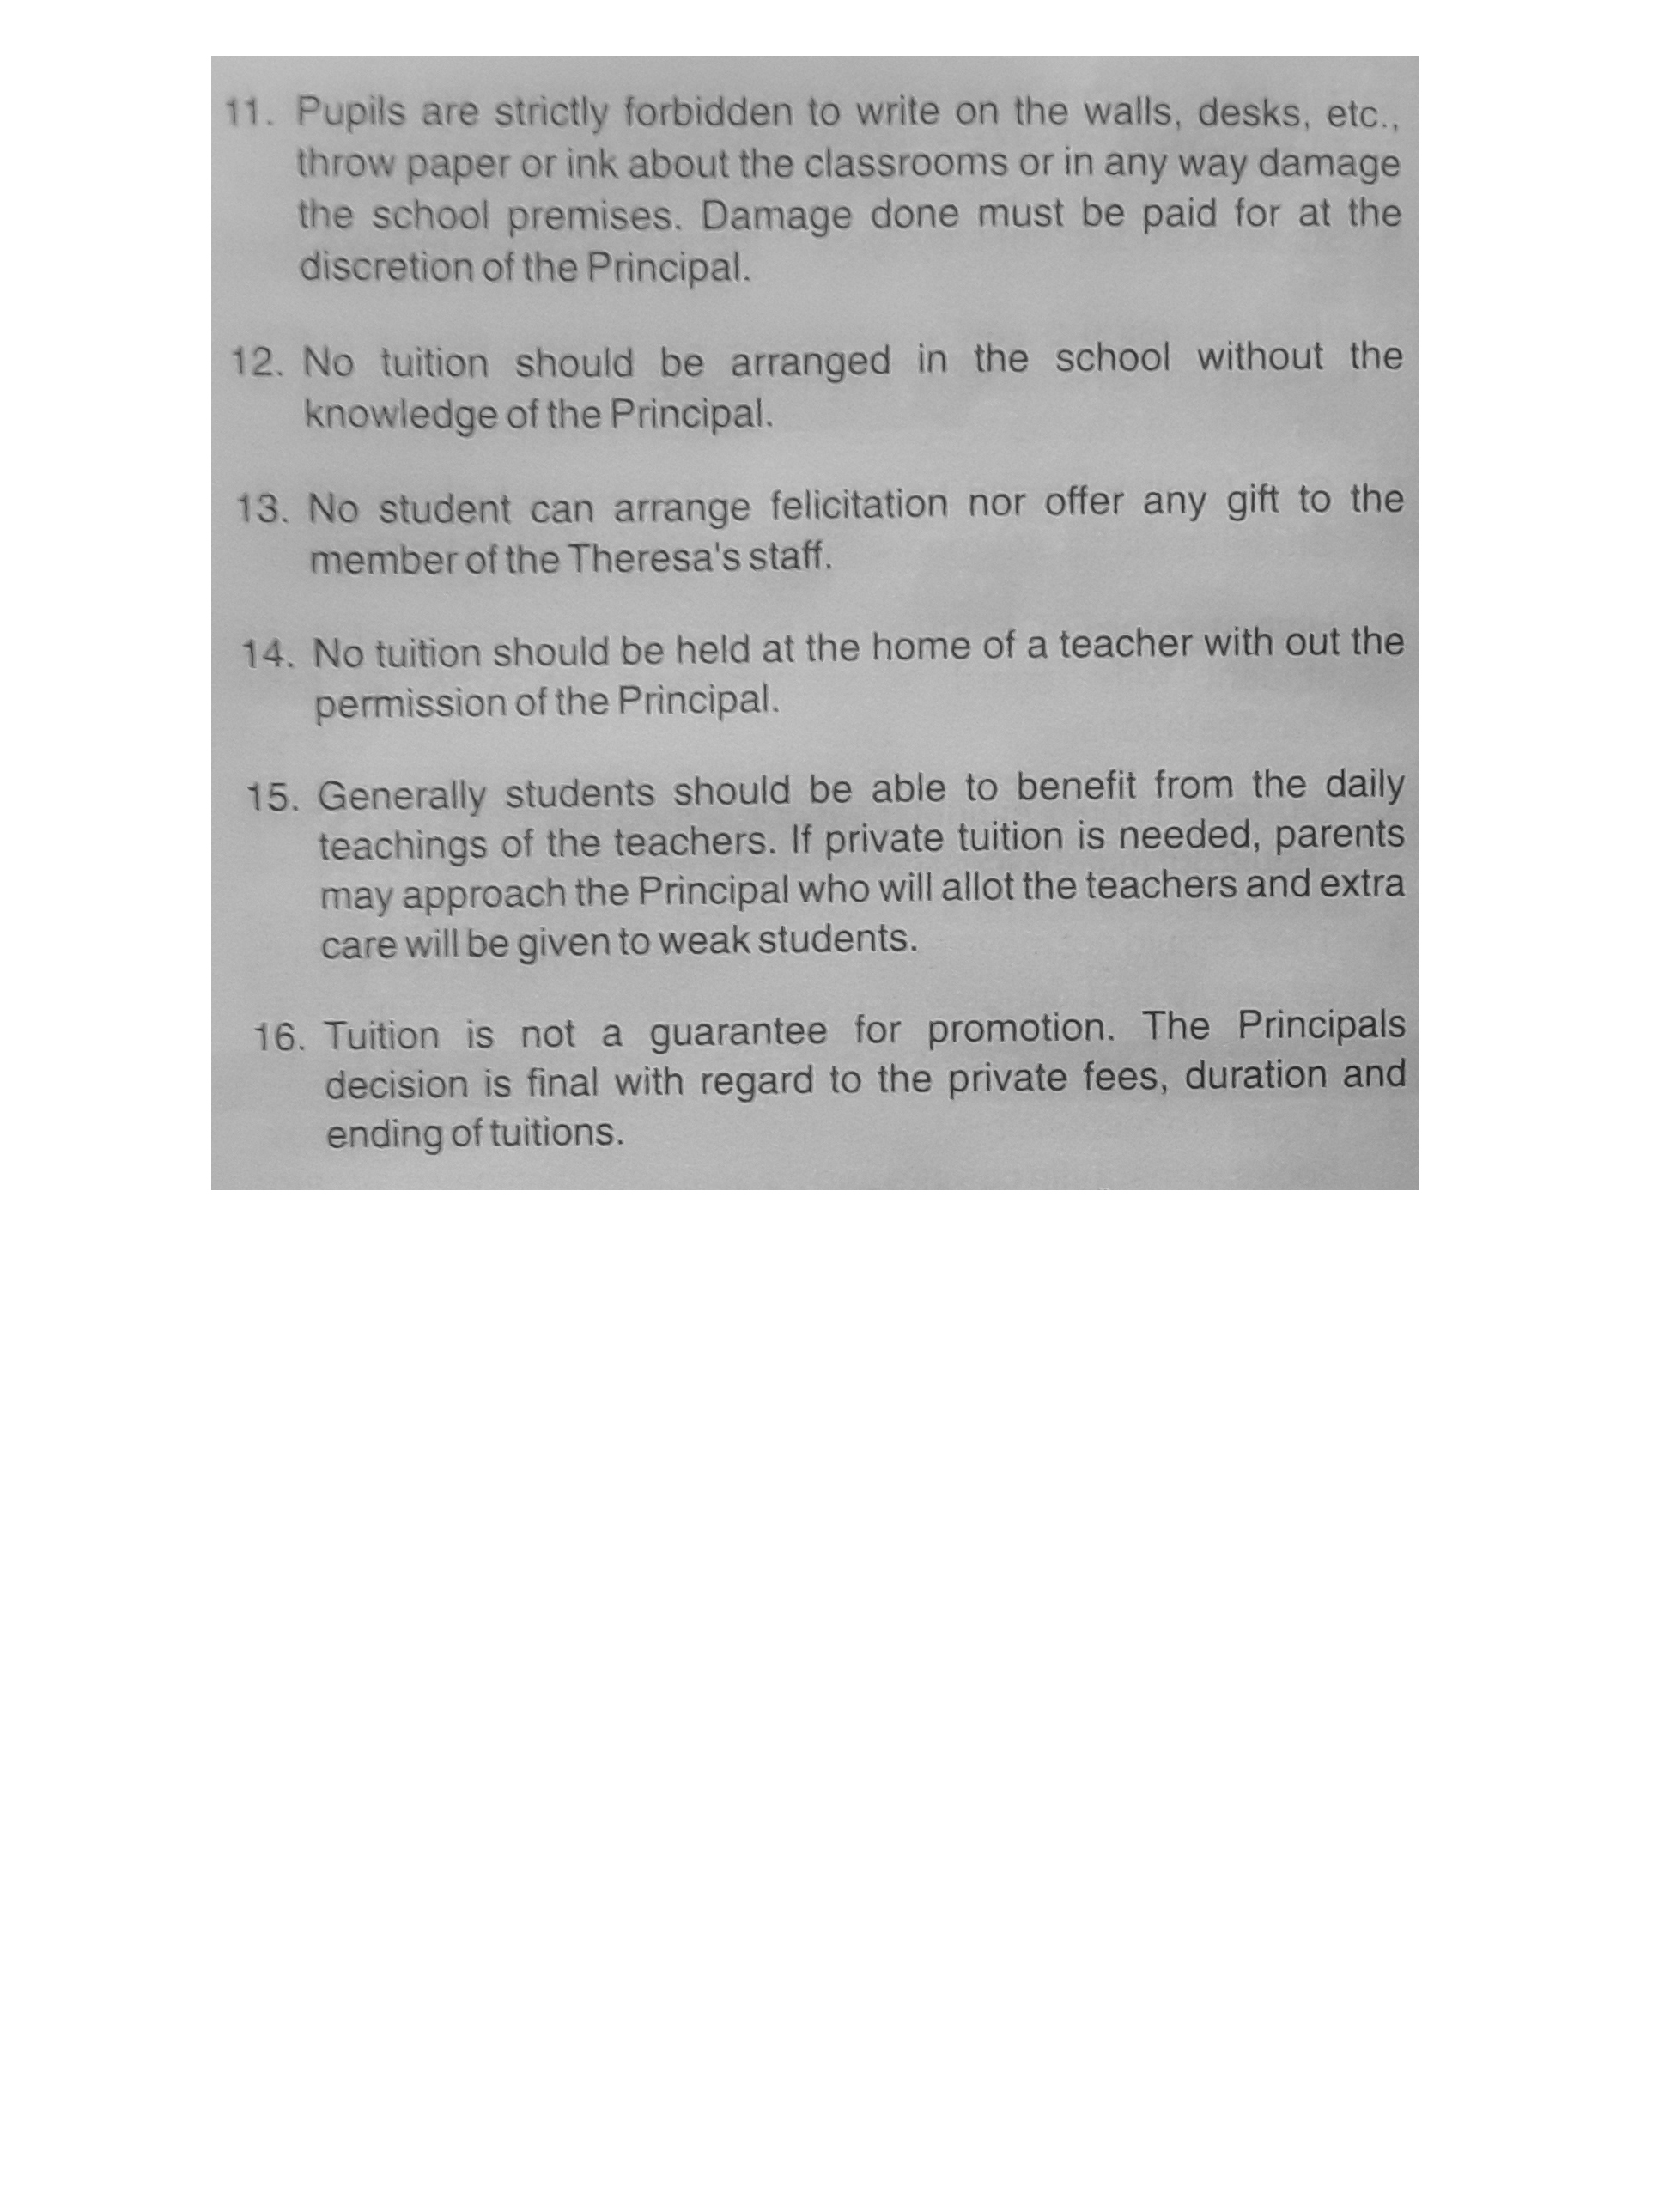 11. Pupils are strictly forbidden to write on the walls, desks, etc.,
throw paper or ink about the classrooms or in any way damage
the school premises. Damage done must be paid for at the
discretion of the Principal.
12. No tuition should be arranged in the school without the
knowledge of the Principal.
13. No student can arrange felicitation nor offer any gift to the
member of the Theresa's staff.
14. No tuition should be held at the home of a teacher with out the
permission of the Principal.
15. Generally students should be able to benefit from the daily
teachings of the teachers. If private tuition is needed, parents
may approach the Principal who will allot the teachers and extra
care will be given to weak students.
16. Tuition is not a guarantee for promotion. The Principals
decision is final with regard to the private fees, duration and
ending of tuitions.